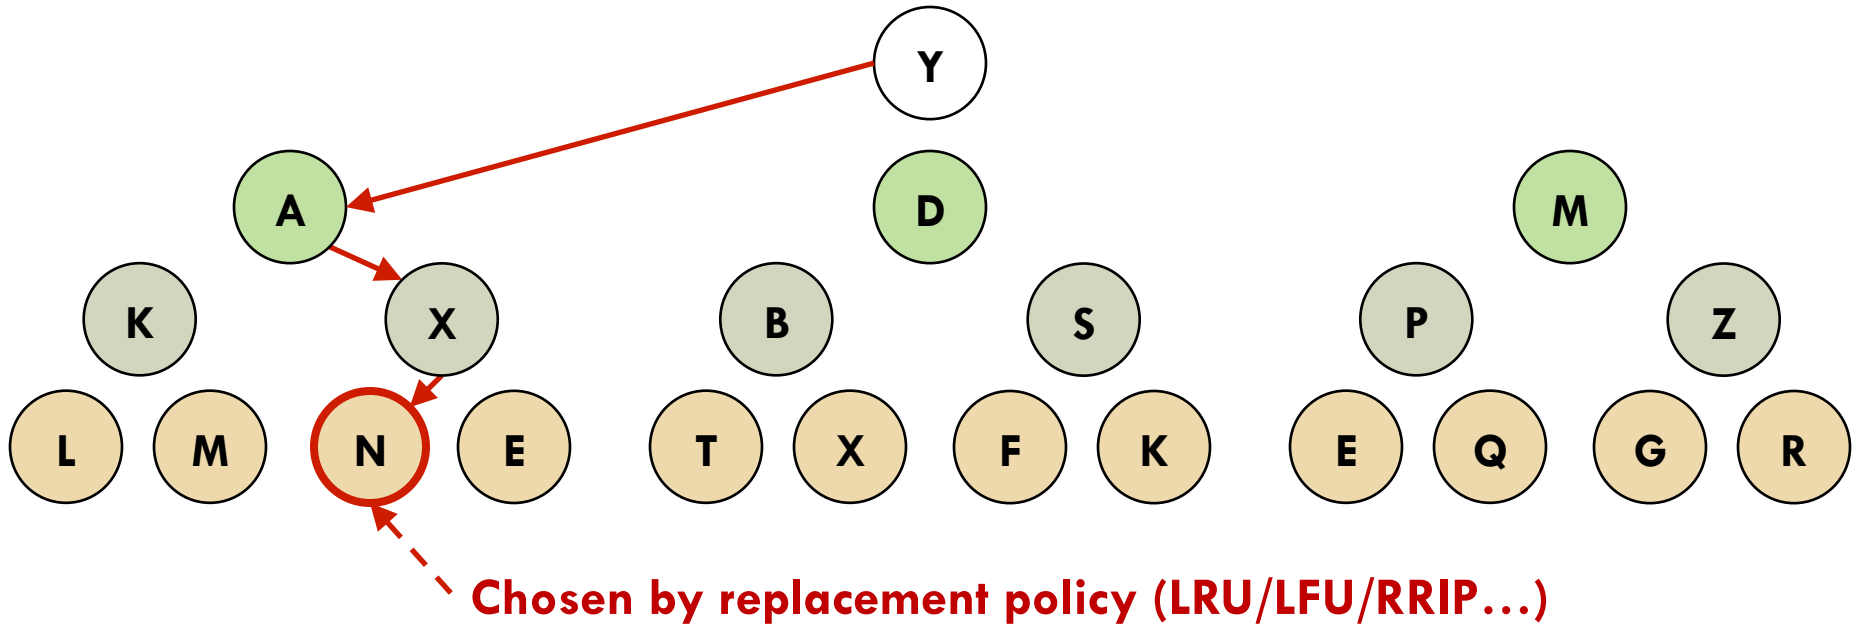 Y
A D M
K X B S P Z
L M N E T X F K E Q G R
Chosen by replacement policy (LRU/LFU/RRIP...)